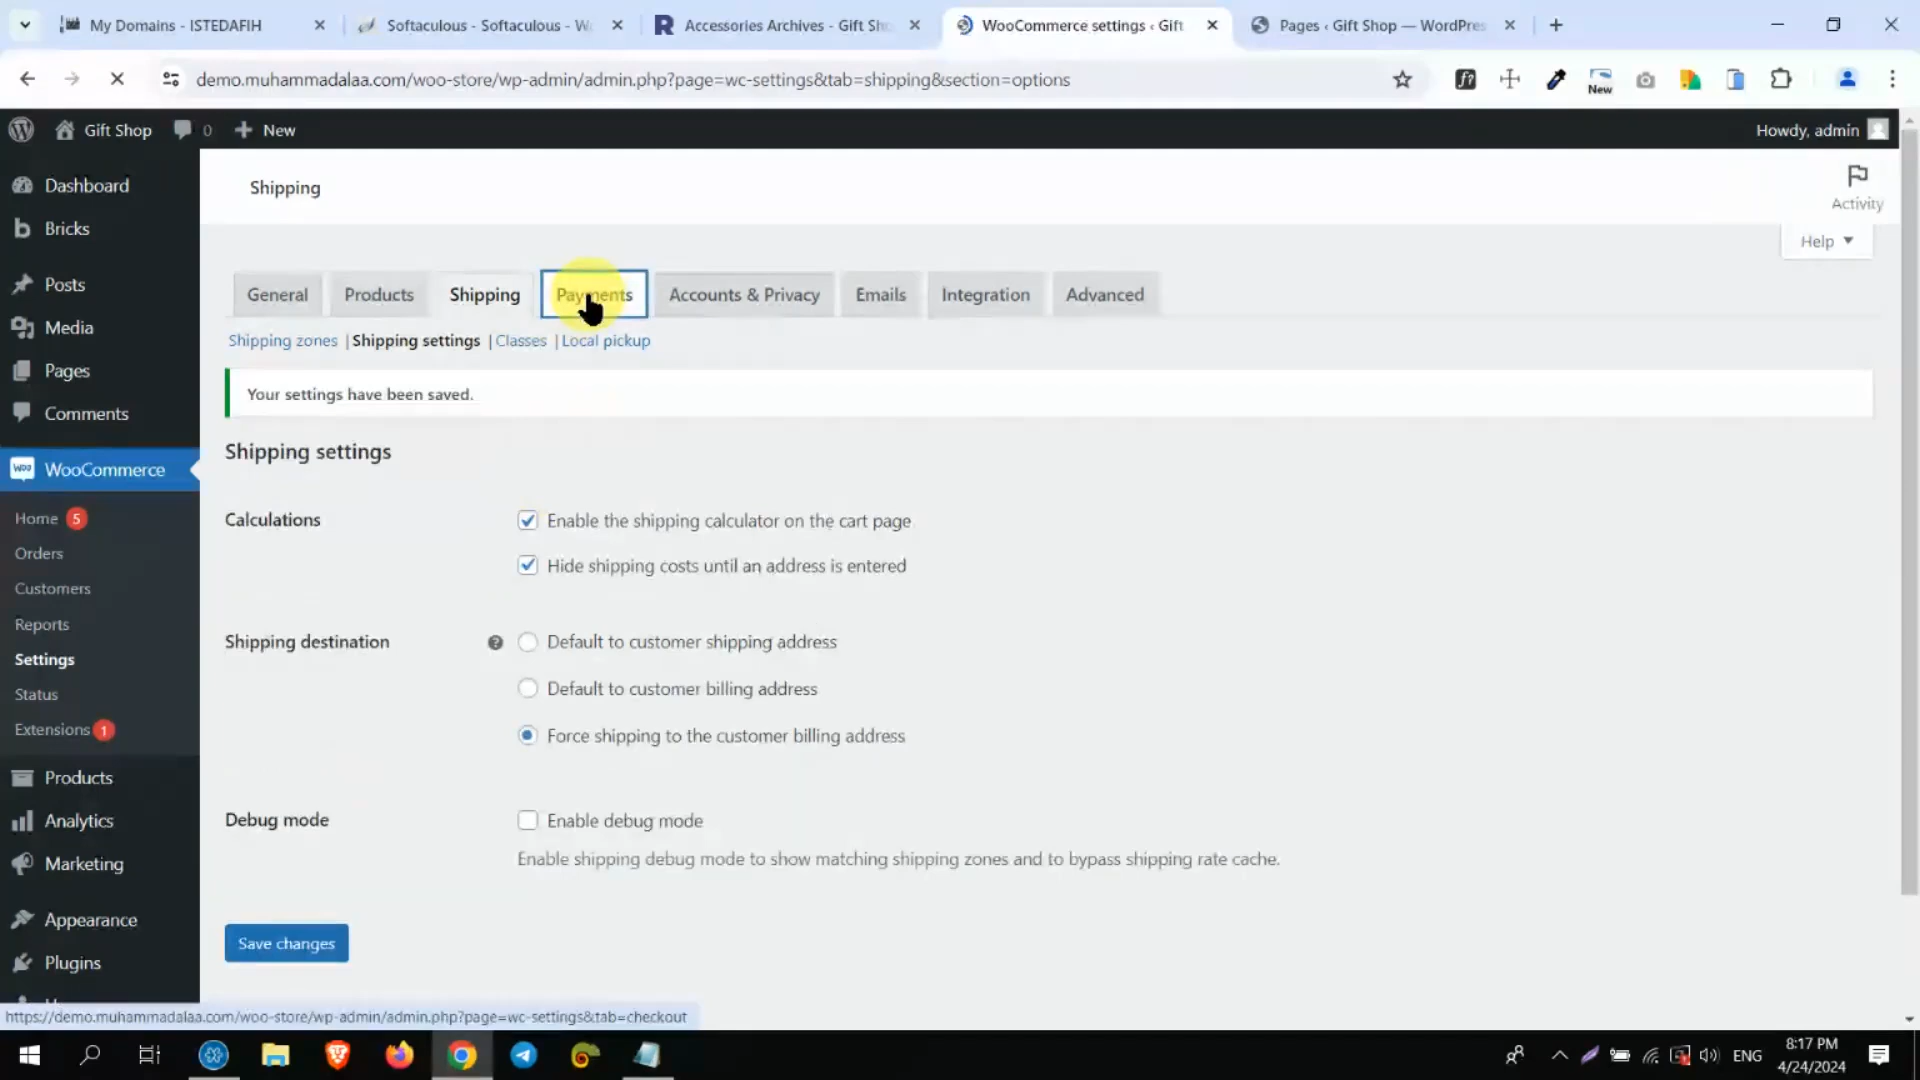 My Domains - ISTEDAFIH
Softaculous - Softaculous - W
Accessories Archives - Gift Sh
WooCommerce settings ‹ Gift
Pages ‹ Gift Shop — WordPres
demo.muhammadalaa.com/woo-store/wp-admin/admin.php?page=wc-settings&tab=shipping&section=options
New
Gift Shop
0
New
Howdy, admin
Dashboard
Bricks
Posts
Media
Pages
Comments
WooCommerce
Home 5
Orders
Customers
Reports
Settings
Status
Extensions 1
Products
Analytics
Marketing
Appearance
Plugins
Shipping
Activity
Help
General
Products
Shipping
Payments
Accounts & Privacy
Emails
Integration
Advanced
Shipping zones | Shipping settings | Classes | Local pickup
Your settings have been saved.
Shipping settings
Calculations
Enable the shipping calculator on the cart page
Hide shipping costs until an address is entered
Shipping destination
Default to customer shipping address
Default to customer billing address
Force shipping to the customer billing address
Debug mode
Enable debug mode
Enable shipping debug mode to show matching shipping zones and to bypass shipping rate cache.
Save changes
https://demo.muhammadalaa.com/woo-store/wp-admin/admin.php?page=wc-settings&tab=checkout
ENG
8:17 PM
4/24/2024